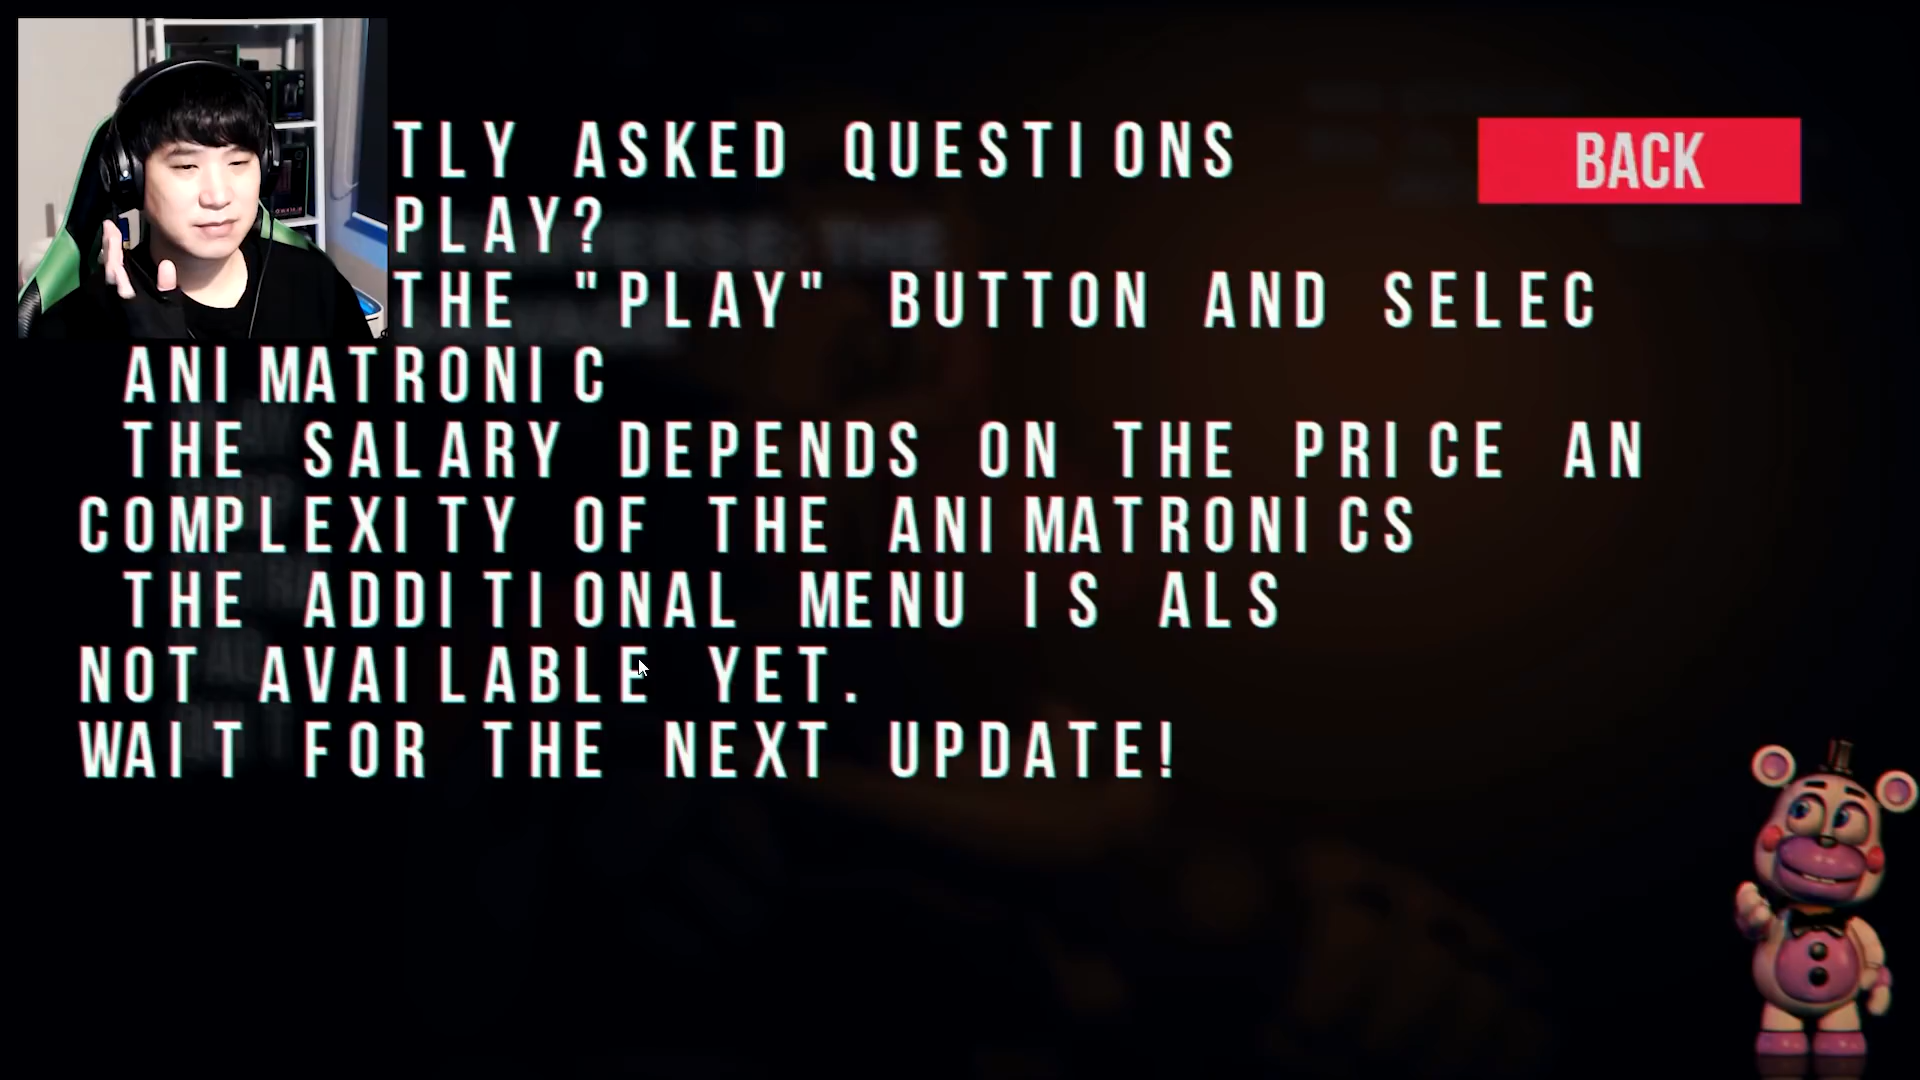 TLY ASKED QUESTIONS
BACK
PLAY?
THE "PLAY" BUTTON AND SELEC
ANIMATRONIC
THE SALARY DEPENDS ON THE PRICE AN
COMPLEXITY OF THE ANIMATRONICS
THE ADDITIONAL MENU IS ALS
NOT AVAILABLE YET.
WAIT FOR THE NEXT UPDATE!